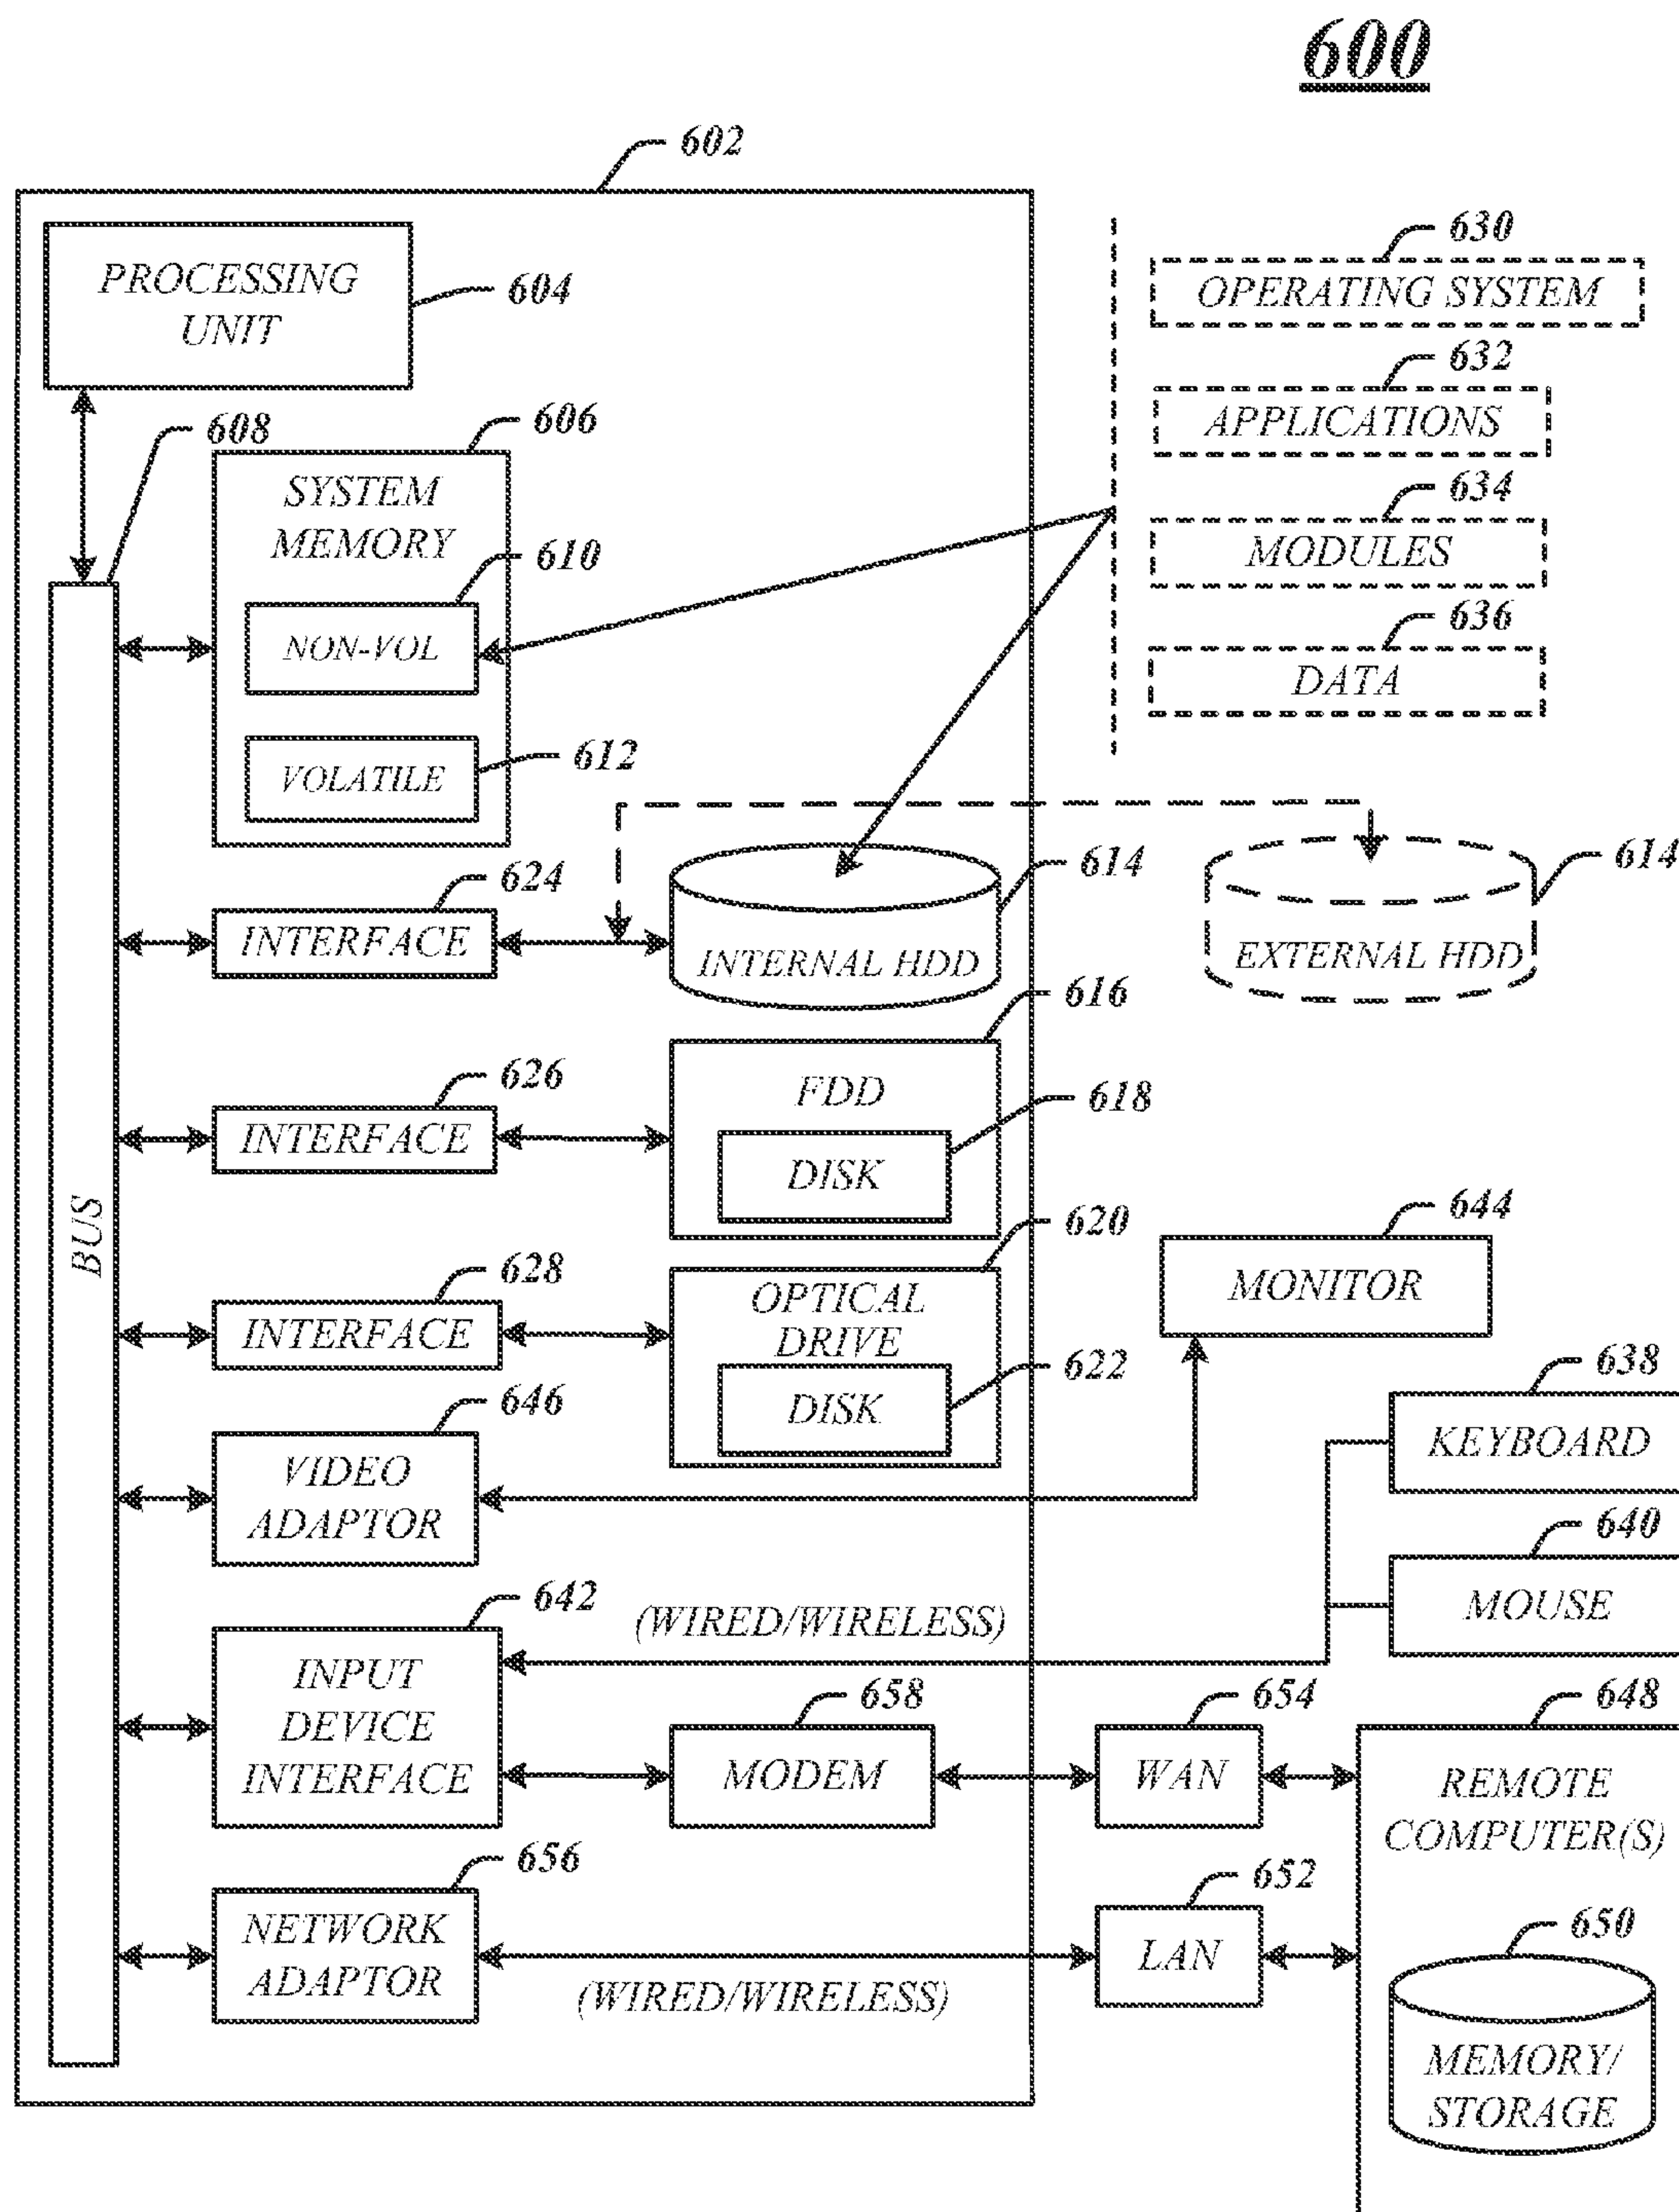 600
602
PROCESSING
UNIT
604
630
OPERATING SYSTEM
632
APPLICATIONS
634
MODULES
636
DATA
608
606
SYSTEM
MEMORY
610
NON-VOL
612
VOLATILE
624
INTERFACE
614
INTERNAL HDD
614
EXTERNAL HDD
626
INTERFACE
616
FDD
618
DISK
BUS
628
INTERFACE
620
OPTICAL
DRIVE
622
DISK
644
MONITOR
646
VIDEO
ADAPTOR
638
KEYBOARD
640
MOUSE
642
INPUT
DEVICE
INTERFACE
(WIRED/WIRELESS)
658
MODEM
654
WAN
648
REMOTE
COMPUTER(S)
656
NETWORK
ADAPTOR
(WIRED/WIRELESS)
652
LAN
650
MEMORY/
STORAGE